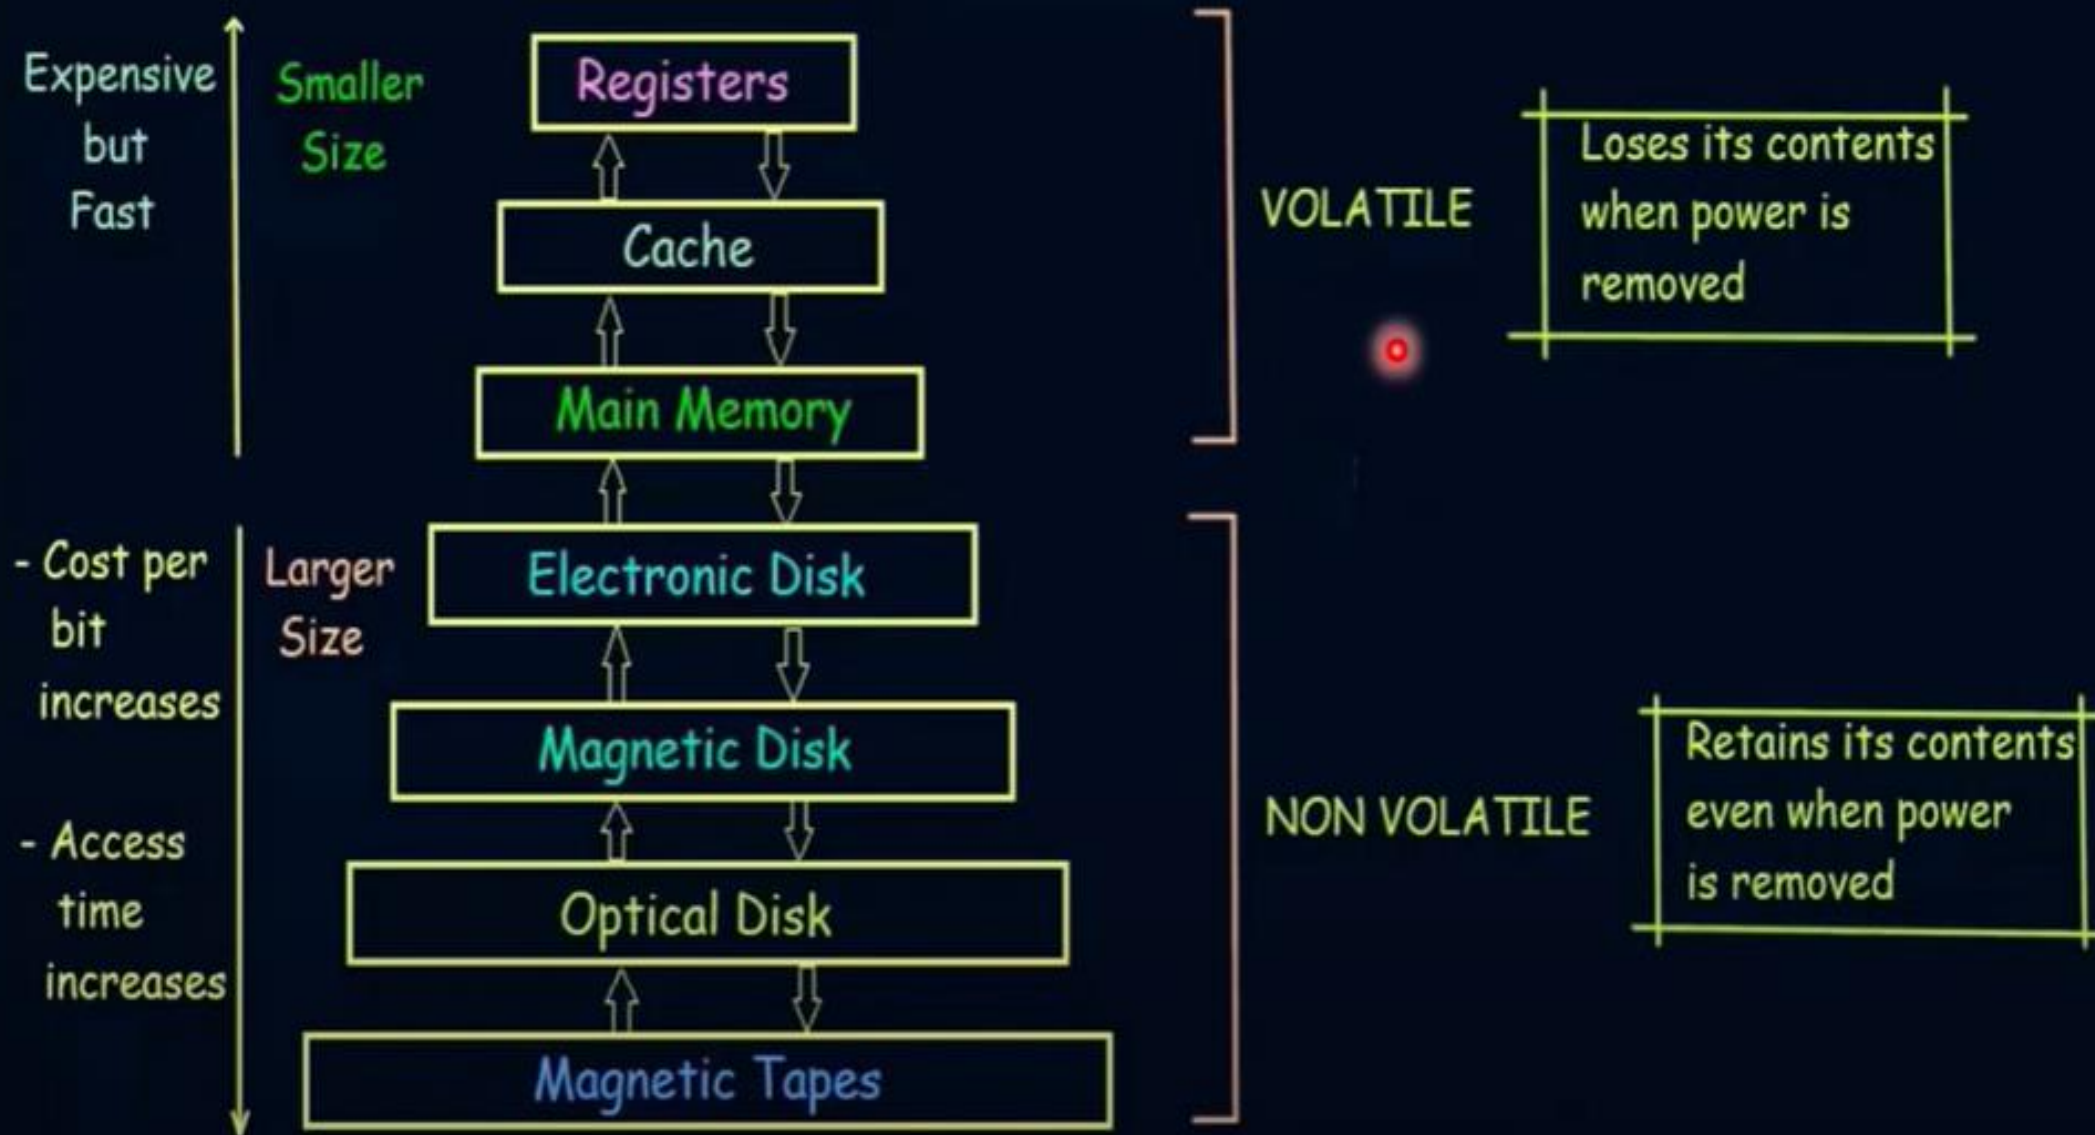 Expensive
but
Fast
Smaller
Size
Registers
Cache
Main Memory
VOLATILE
Loses its contents
when power is
removed
- Cost per
bit
increases
- Access
time
increases
Larger
Size
Electronic Disk
Magnetic Disk
Optical Disk
Magnetic Tapes
NON VOLATILE
Retains its contents
even when power
is removed